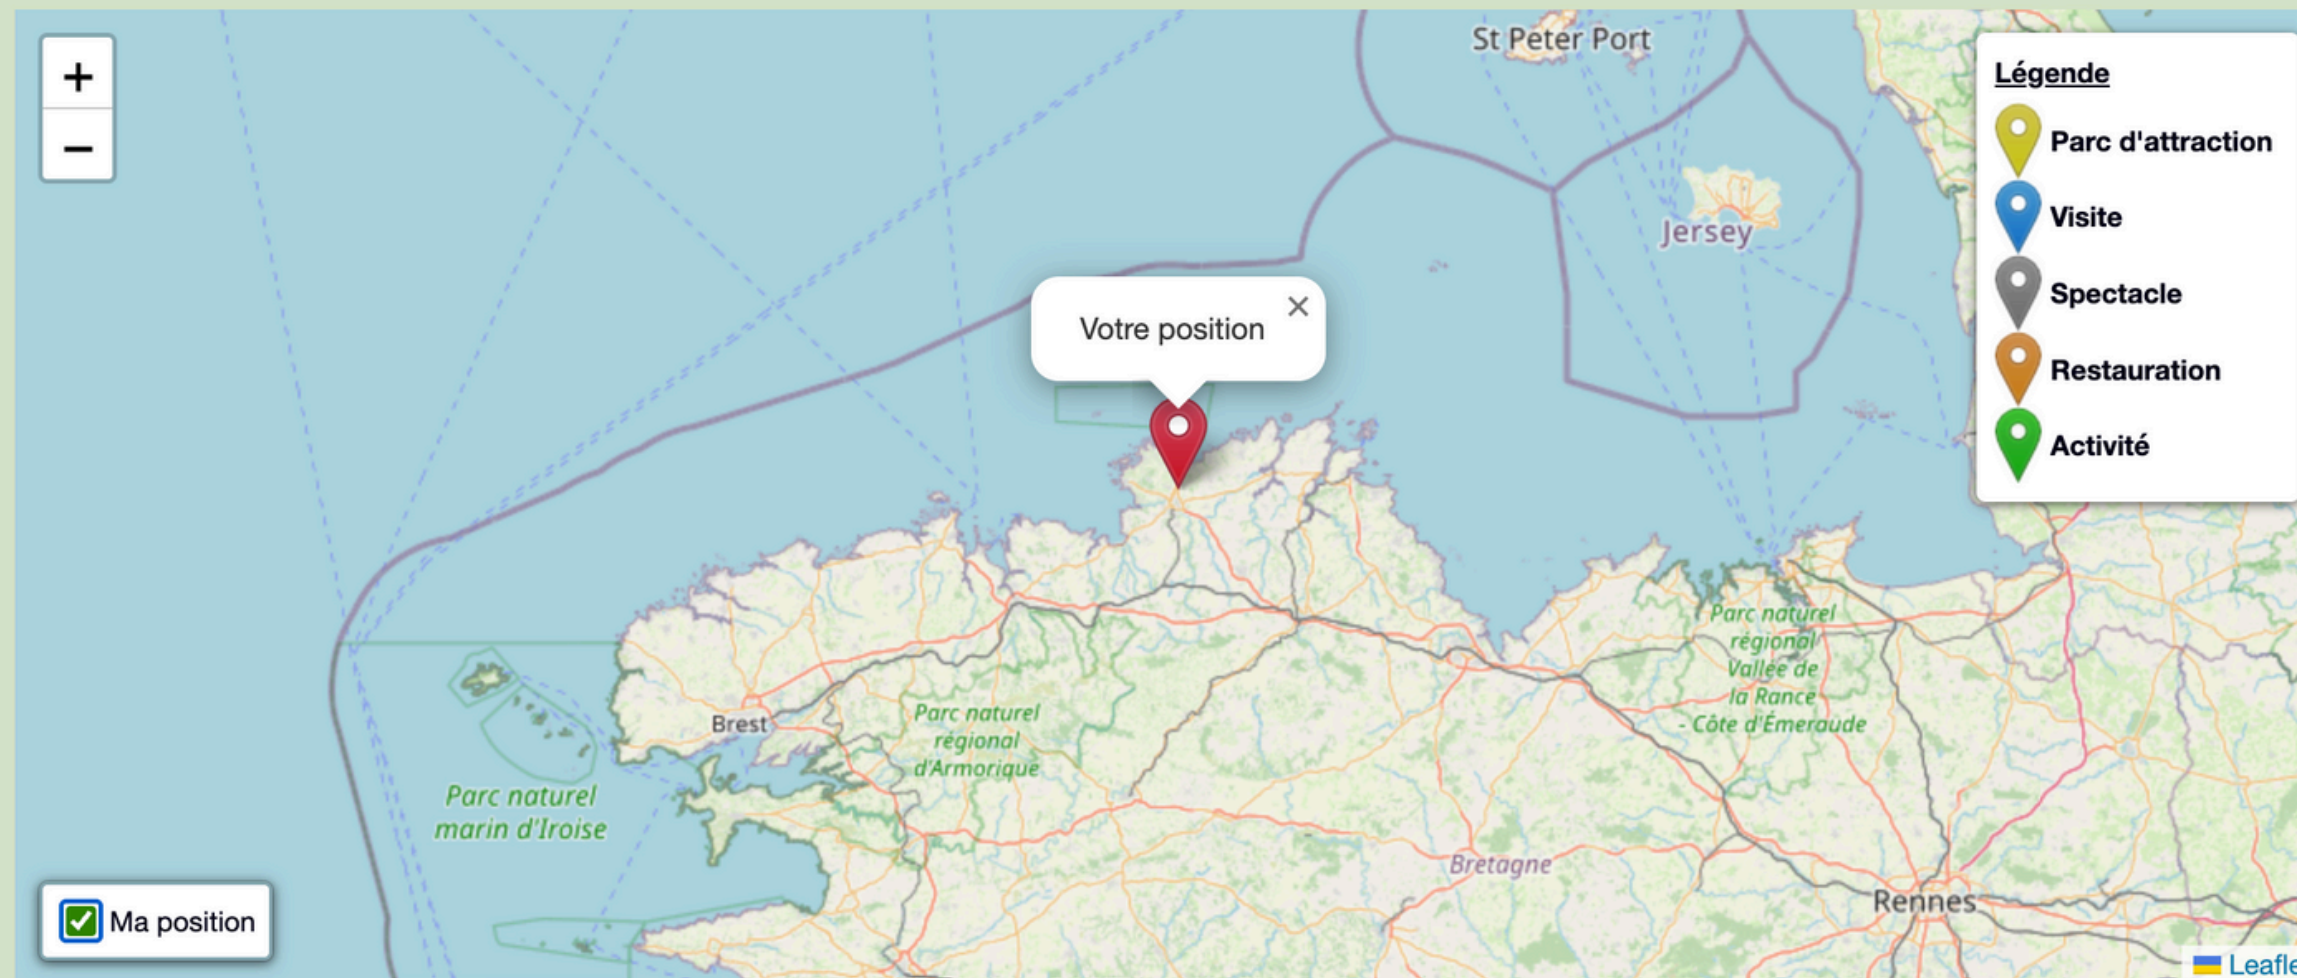 +
−
St Peter Port
Légende
Parc d'attraction
Visite
Spectacle
Restauration
Activité
Jersey
Votre position ×
Parc naturel
régional
Vallée de
la Rance
- Côte d'Émeraude
Brest
Parc naturel
régional
d'Armorique
Parc naturel
marin d'Iroise
Bretagne
Rennes
Ma position
Leafle